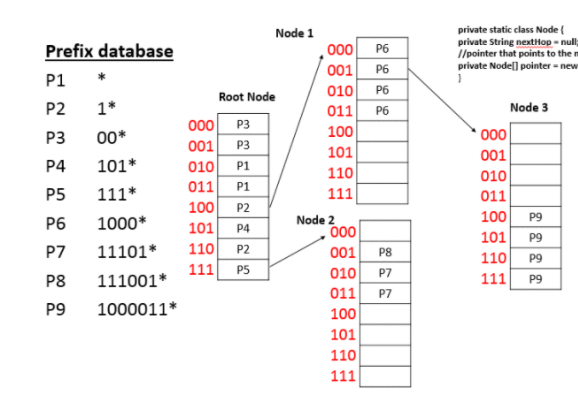 Prefix database
P1 *
P2 1*
P3 00*
P4 101*
P5 111*
P6 1000*
P7 11101*
P8 111001*
P9 1000011*
Root Node
000 P3
001 P3
010 P1
011 P1
100 P2
101 P4
110 P2
111 P5
Node 1
000 P6
001 P6
010 P6
011 P6
100
101
110
111
Node 2
000
001 P8
010 P7
011 P7
100
101
110
111
private static class Node {
private String nextHop = null;
//pointer that points to the n
private Node[] pointer = new
}
Node 3
000
001
010
011
100 P9
101 P9
110 P9
111 P9